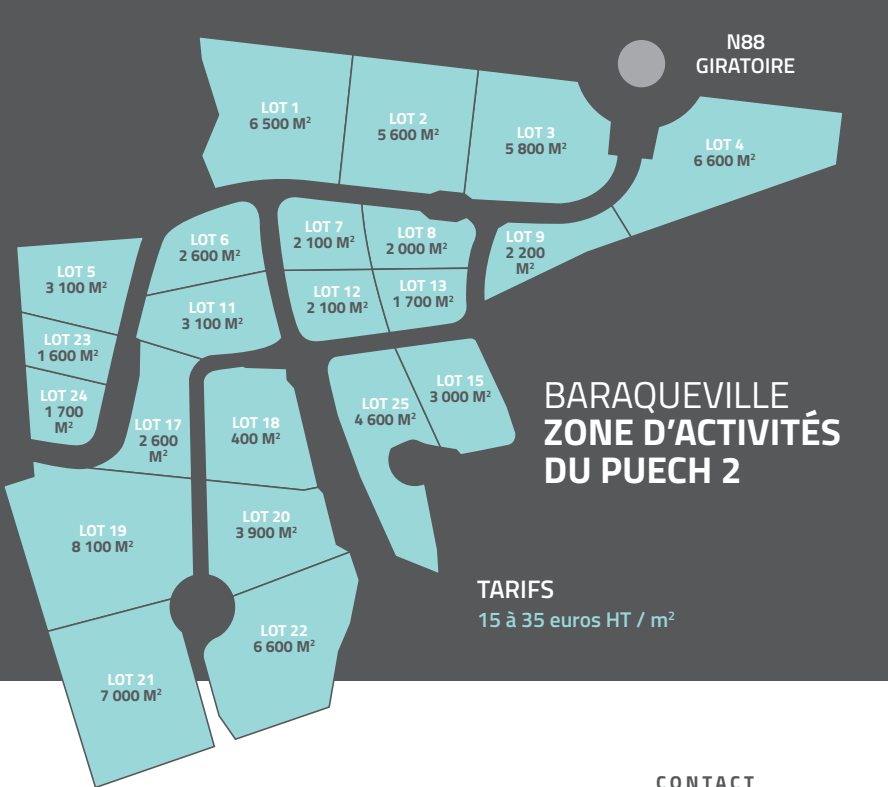 N88
GIRATOIRE
LOT 1
6 500 M²
LOT 2
5 600 M²
LOT 3
5 800 M²
LOT 4
6 600 M²
LOT 5
3 100 M²
LOT 6
2 600 M²
LOT 7
2 100 M²
LOT 8
2 000 M²
LOT 9
2 200
M²
LOT 11
3 100 M²
LOT 12
2 100 M²
LOT 13
1 700 M²
LOT 23
1 600 M²
LOT 24
1 700
M²
LOT 17
2 600
M²
LOT 18
400 M²
LOT 25
4 600 M²
LOT 15
3 000 M²
BARAQUEVILLE
ZONE D'ACTIVITÉS
DU PUECH 2
LOT 19
8 100 M²
LOT 20
3 900 M²
LOT 21
7 000 M²
LOT 22
6 600 M²
TARIFS
15 à 35 euros HT / m²
CONTACT